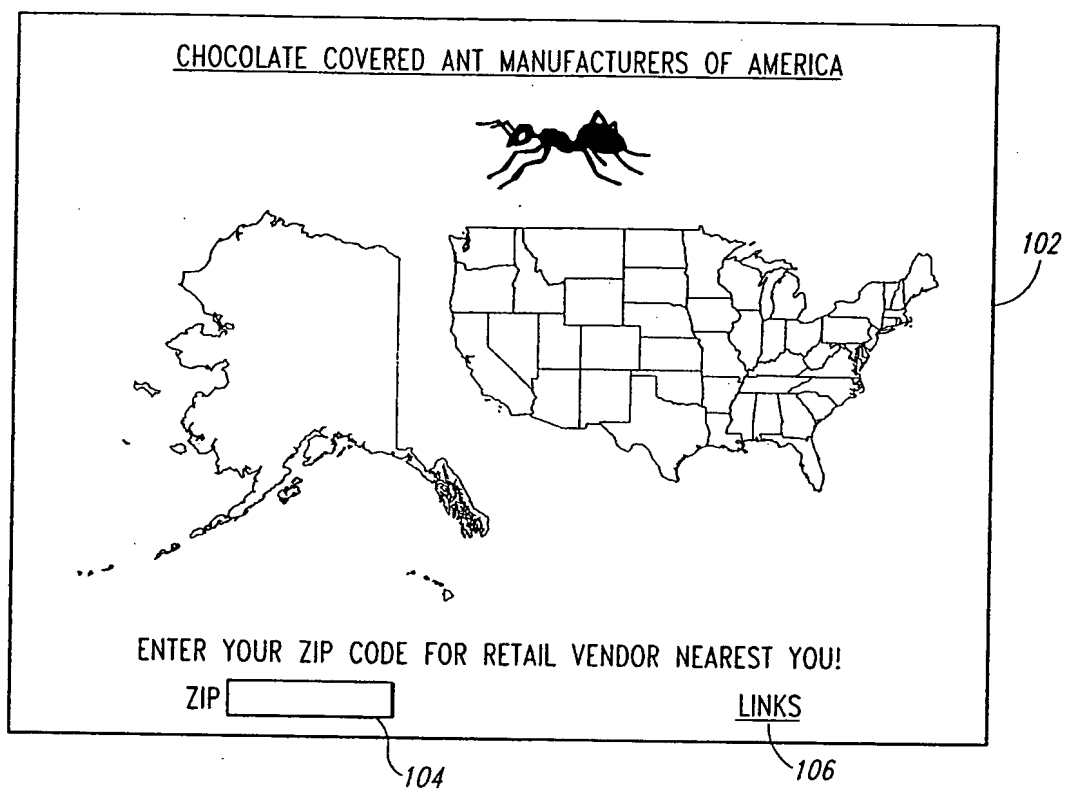 CHOCOLATE COVERED ANT MANUFACTURERS OF AMERICA
102
ENTER YOUR ZIP CODE FOR RETAIL VENDOR NEAREST YOU!
ZIP
LINKS
104
106